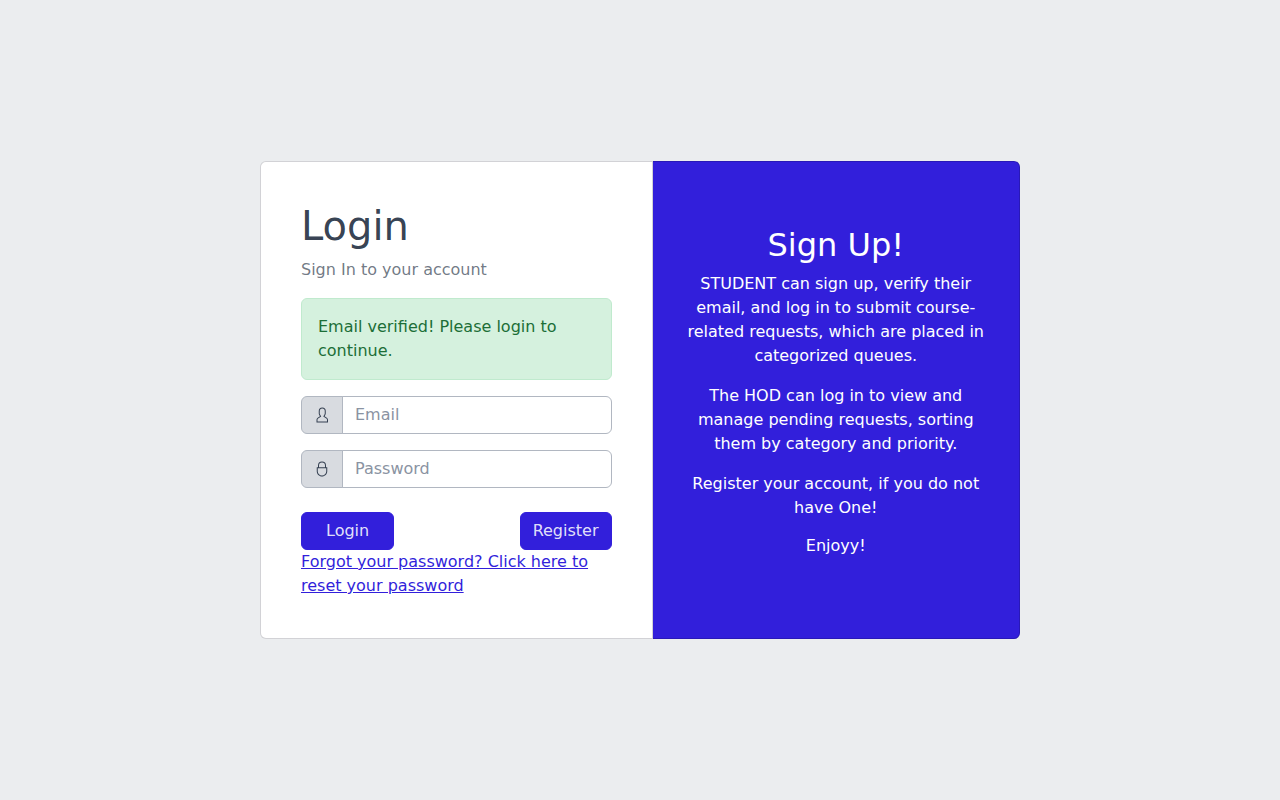 Login
Sign In to your account
Email verified! Please login to
continue.
Email
Password
Login
Register
Forgot your password? Click here to
reset your password
Sign Up!
STUDENT can sign up, verify their
email, and log in to submit course-
related requests, which are placed in
categorized queues.
The HOD can log in to view and
manage pending requests, sorting
them by category and priority.
Register your account, if you do not
have One!
Enjoyy!